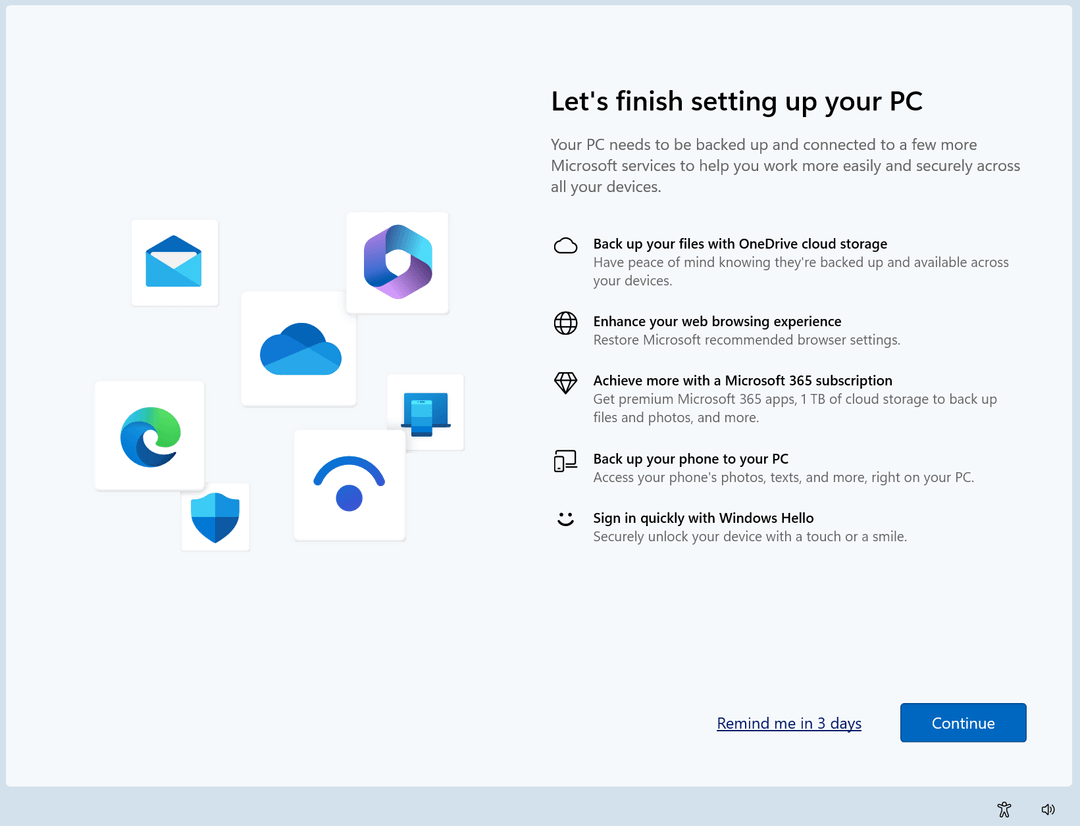 Let's finish setting up your PC
Your PC needs to be backed up and connected to a few more
Microsoft services to help you work more easily and securely across
all your devices.
Back up your files with OneDrive cloud storage
Have peace of mind knowing they're backed up and available across
your devices.
Enhance your web browsing experience
Restore Microsoft recommended browser settings.
Achieve more with a Microsoft 365 subscription
Get premium Microsoft 365 apps, 1 TB of cloud storage to back up
files and photos, and more.
Back up your phone to your PC
Access your phone's photos, texts, and more, right on your PC.
Sign in quickly with Windows Hello
Securely unlock your device with a touch or a smile.
Remind me in 3 days
Continue